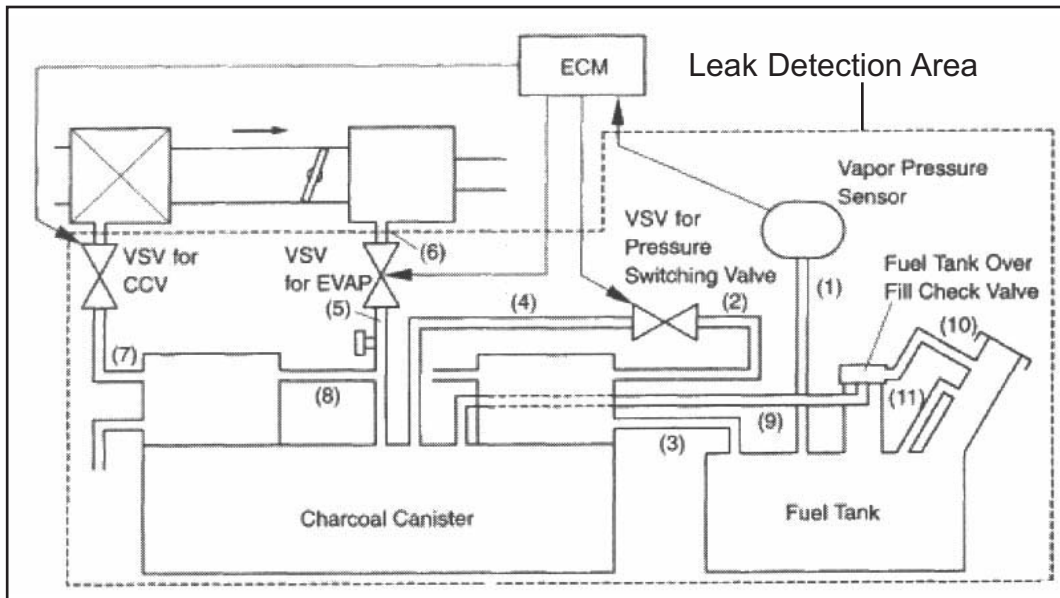 ECM
Leak Detection Area
Vapor Pressure
Sensor
VSV for
Pressure
Switching Valve
Fuel Tank Over
Fill Check Valve
VSV for
CCV
VSV
for EVAP
(6)
(5)
(4)
(2)
(1)
(10)
(7)
(8)
(9)
(11)
(3)
Charcoal Canister
Fuel Tank